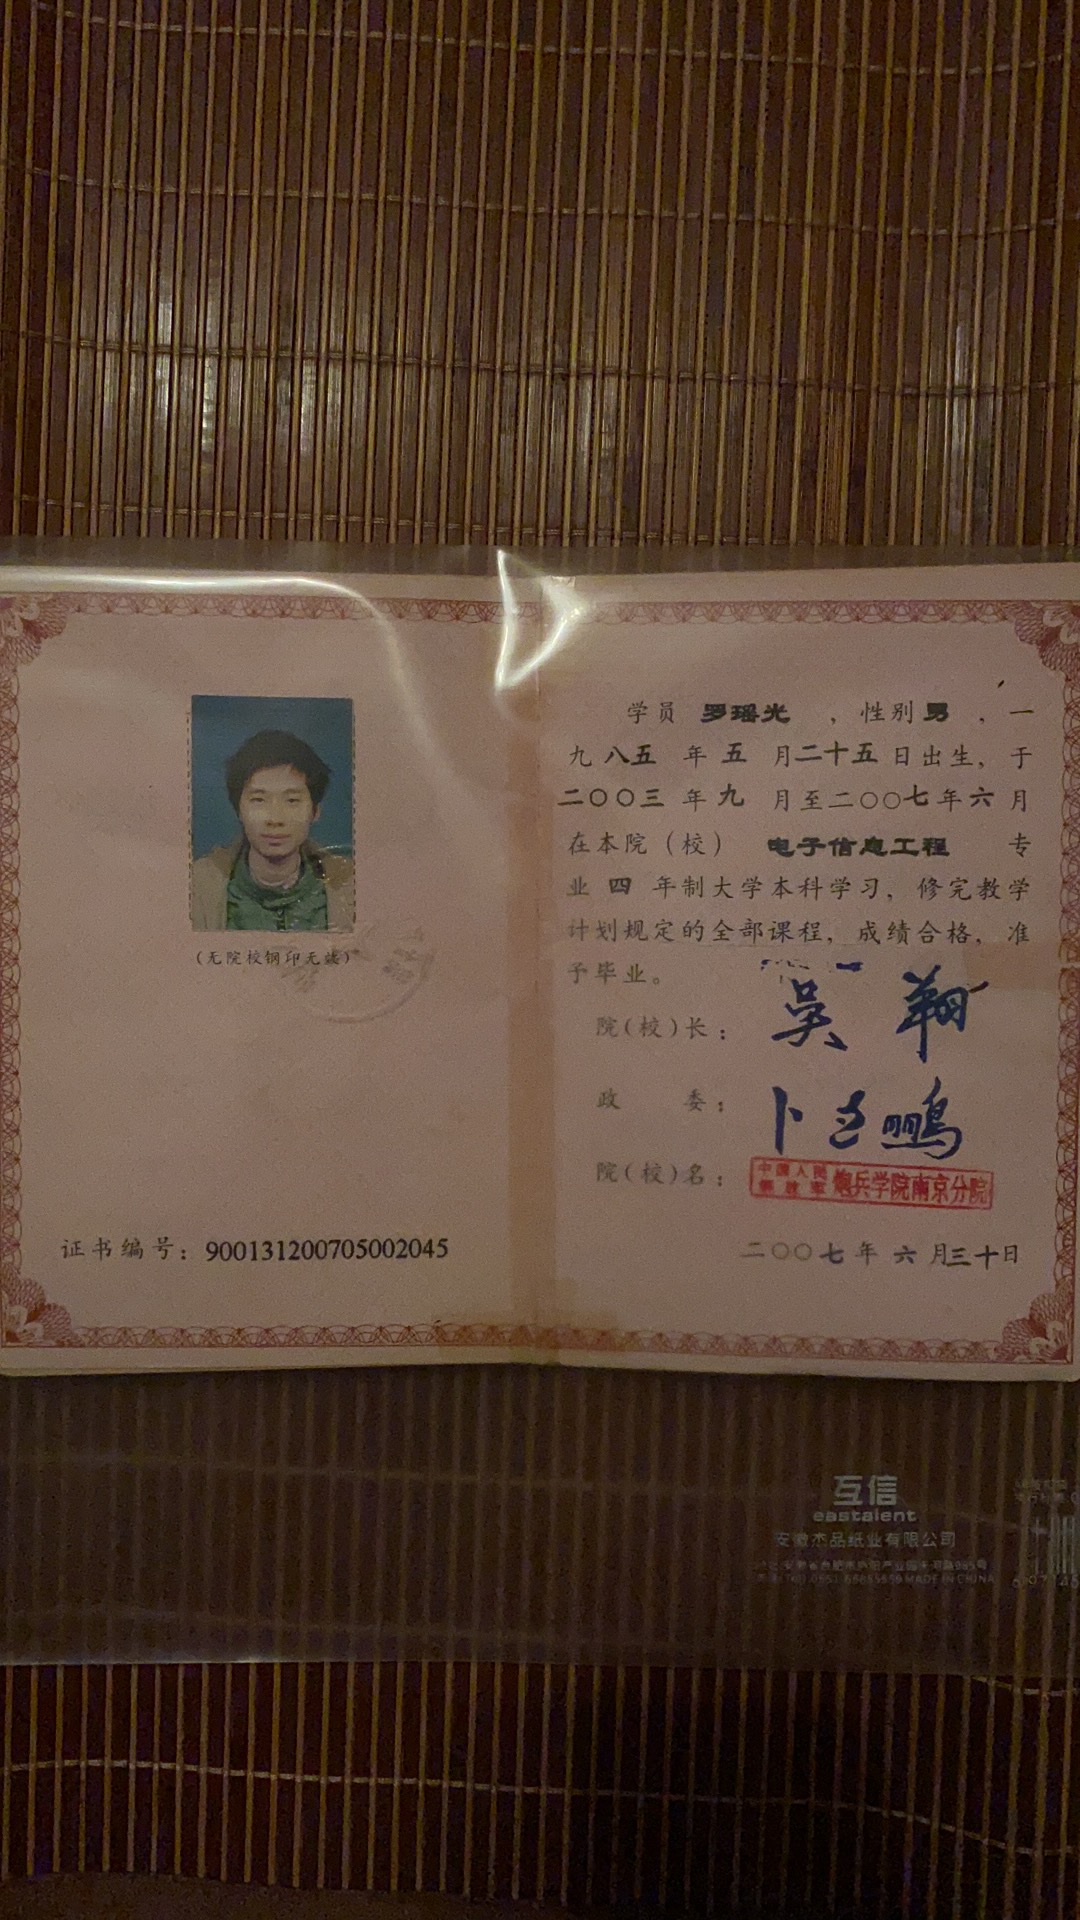 (无院校钢印无效)
证书编号：900131200705002045
学员 罗瑶光 ，性别 男 ，一
九八五 年 五 月二十五日出生，于
二〇〇三 年 九 月至二〇〇七年六月
在本院（校） 电子信息工程 专
业 四 年制大学本科学习，修完教学
计划规定的全部课程，成绩合格，准
予毕业。
院(校)长： 吴翔
政 委： 卜立鹏
院(校)名： 中国人民解放军炮兵学院南京分院
二〇〇七年 六 月三十日
互信
eastalent
安徽杰品纸业有限公司
MADE IN CHINA